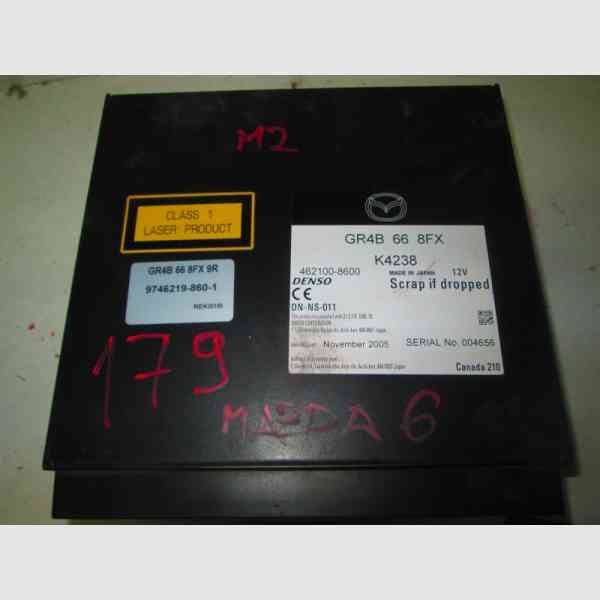 M2
CLASS 1
LASER PRODUCT
GR4B 66 8FX
K4238
462100-8600 MADE IN JAPAN 12V
DENSO Scrap if dropped
CE
DN-NS-011
November 2005 SERIAL No. 004656
Canada 210
GR4B 66 8FX 9R
9746219-860-1
179
MAZDA 6